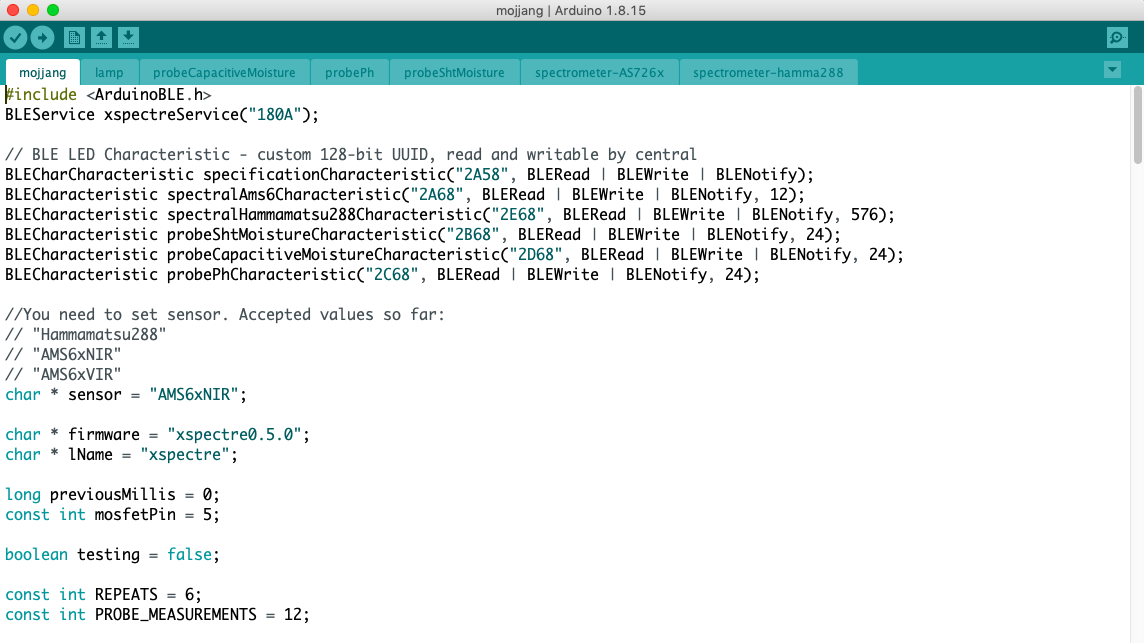 mojjang | Arduino 1.8.15
mojjang lamp probeCapacitiveMoisture probePh probeShtMoisture spectrometer-AS726x spectrometer-hamma288
#include <ArduinoBLE.h>
BLEService xspectreService("180A");
// BLE LED Characteristic - custom 128-bit UUID, read and writable by central
BLECharCharacteristic specificationCharacteristic("2A58", BLERead | BLEWrite | BLENotify);
BLECharacteristic spectralAms6Characteristic("2A68", BLERead | BLEWrite | BLENotify, 12);
BLECharacteristic spectralHammamatsu288Characteristic("2E68", BLERead | BLEWrite | BLENotify, 576);
BLECharacteristic probeShtMoistureCharacteristic("2B68", BLERead | BLEWrite | BLENotify, 24);
BLECharacteristic probeCapacitiveMoistureCharacteristic("2D68", BLERead | BLEWrite | BLENotify, 24);
BLECharacteristic probePhCharacteristic("2C68", BLERead | BLEWrite | BLENotify, 24);
//You need to set sensor. Accepted values so far:
// "Hammamatsu288"
// "AMS6xNIR"
// "AMS6xVIR"
char * sensor = "AMS6xNIR";
char * firmware = "xspectre0.5.0";
char * lName = "xspectre";
long previousMillis = 0;
const int mosfetPin = 5;
boolean testing = false;
const int REPEATS = 6;
const int PROBE_MEASUREMENTS = 12;